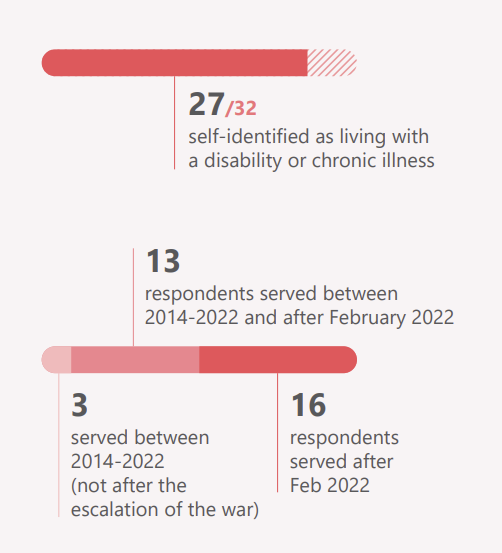 27/32
self-identified as living with
a disability or chronic illness
13
respondents served between
2014-2022 and after February 2022
3
served between
2014-2022
(not after the
escalation of the war)
16
respondents
served after
Feb 2022